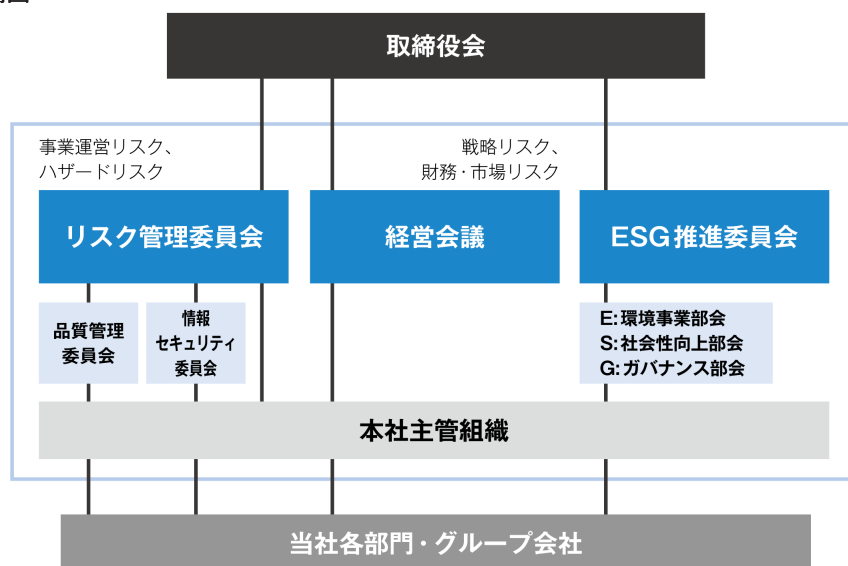 取締役会
事業運営リスク、
ハザードリスク
戦略リスク、
財務・市場リスク
リスク管理委員会
経営会議
ESG推進委員会
品質管理
委員会
情報
セキュリティ
委員会
E:環境事業部会
S:社会性向上部会
G:ガバナンス部会
本社主管組織
当社各部門・グループ会社